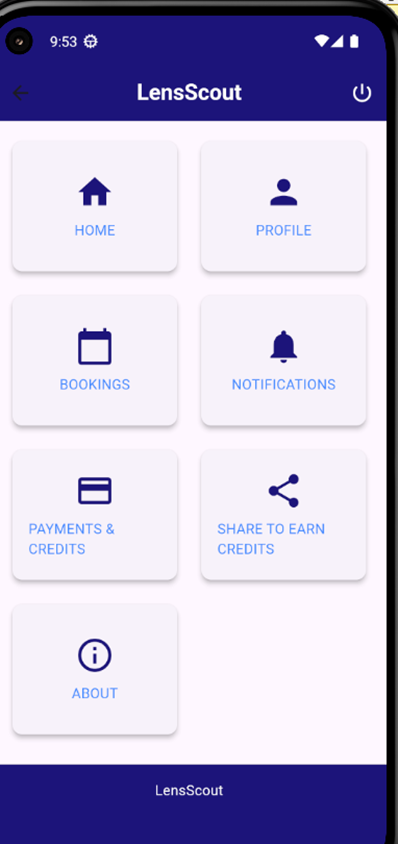 9:53
LensScout
HOME
PROFILE
BOOKINGS
NOTIFICATIONS
PAYMENTS &
CREDITS
SHARE TO EARN
CREDITS
ABOUT
LensScout